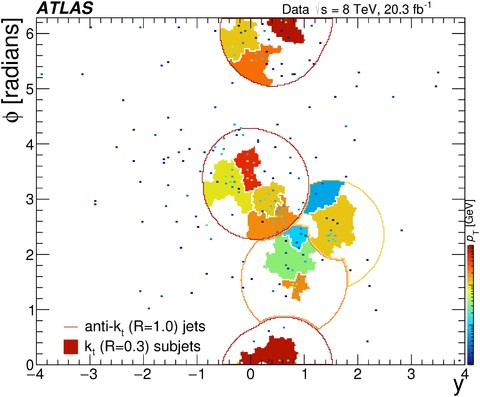 ATLAS Data √s = 8 TeV, 20.3 fb⁻¹
ϕ [radians]
6
5
4
3
2
1
0
anti-kₜ (R=1.0) jets
kₜ (R=0.3) subjets
−4 −3 −2 −1 0 1 2 3 4
y
p_T [GeV]